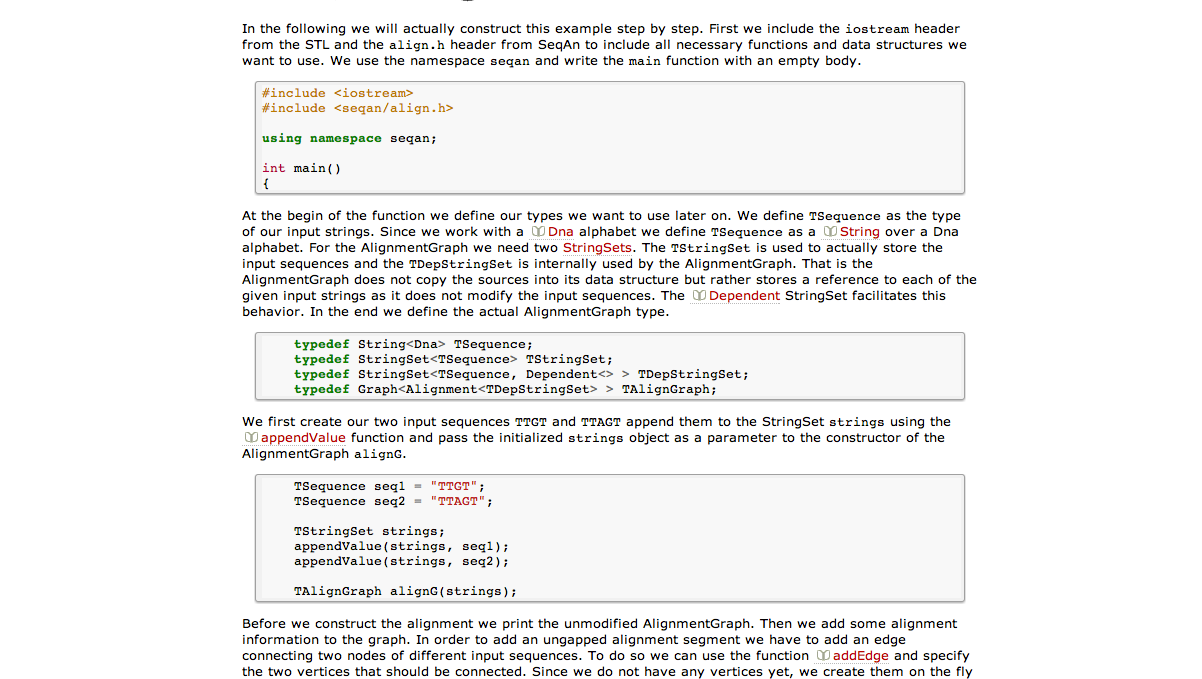 In the following we will actually construct this example step by step. First we include the iostream header
from the STL and the align.h header from SeqAn to include all necessary functions and data structures we
want to use. We use the namespace seqan and write the main function with an empty body.
#include <iostream>
#include <seqan/align.h>
using namespace seqan;
int main()
{
At the begin of the function we define our types we want to use later on. We define TSequence as the type
of our input strings. Since we work with a Dna alphabet we define TSequence as a String over a Dna
alphabet. For the AlignmentGraph we need two StringSets. The TStringSet is used to actually store the
input sequences and the TDepStringSet is internally used by the AlignmentGraph. That is the
AlignmentGraph does not copy the sources into its data structure but rather stores a reference to each of the
given input strings as it does not modify the input sequences. The Dependent StringSet facilitates this
behavior. In the end we define the actual AlignmentGraph type.
typedef String<Dna> TSequence;
typedef StringSet<TSequence> TStringSet;
typedef StringSet<TSequence, Dependent<> > TDepStringSet;
typedef Graph<Alignment<TDepStringSet> > TAlignGraph;
We first create our two input sequences TTGT and TTAGT append them to the StringSet strings using the
appendValue function and pass the initialized strings object as a parameter to the constructor of the
AlignmentGraph alignG.
TSequence seq1 = "TTGT";
TSequence seq2 = "TTAGT";
TStringSet strings;
appendValue(strings, seq1);
appendValue(strings, seq2);
TAlignGraph alignG(strings);
Before we construct the alignment we print the unmodified AlignmentGraph. Then we add some alignment
information to the graph. In order to add an ungapped alignment segment we have to add an edge
connecting two nodes of different input sequences. To do so we can use the function addEdge and specify
the two vertices that should be connected. Since we do not have any vertices yet, we create them on the fly